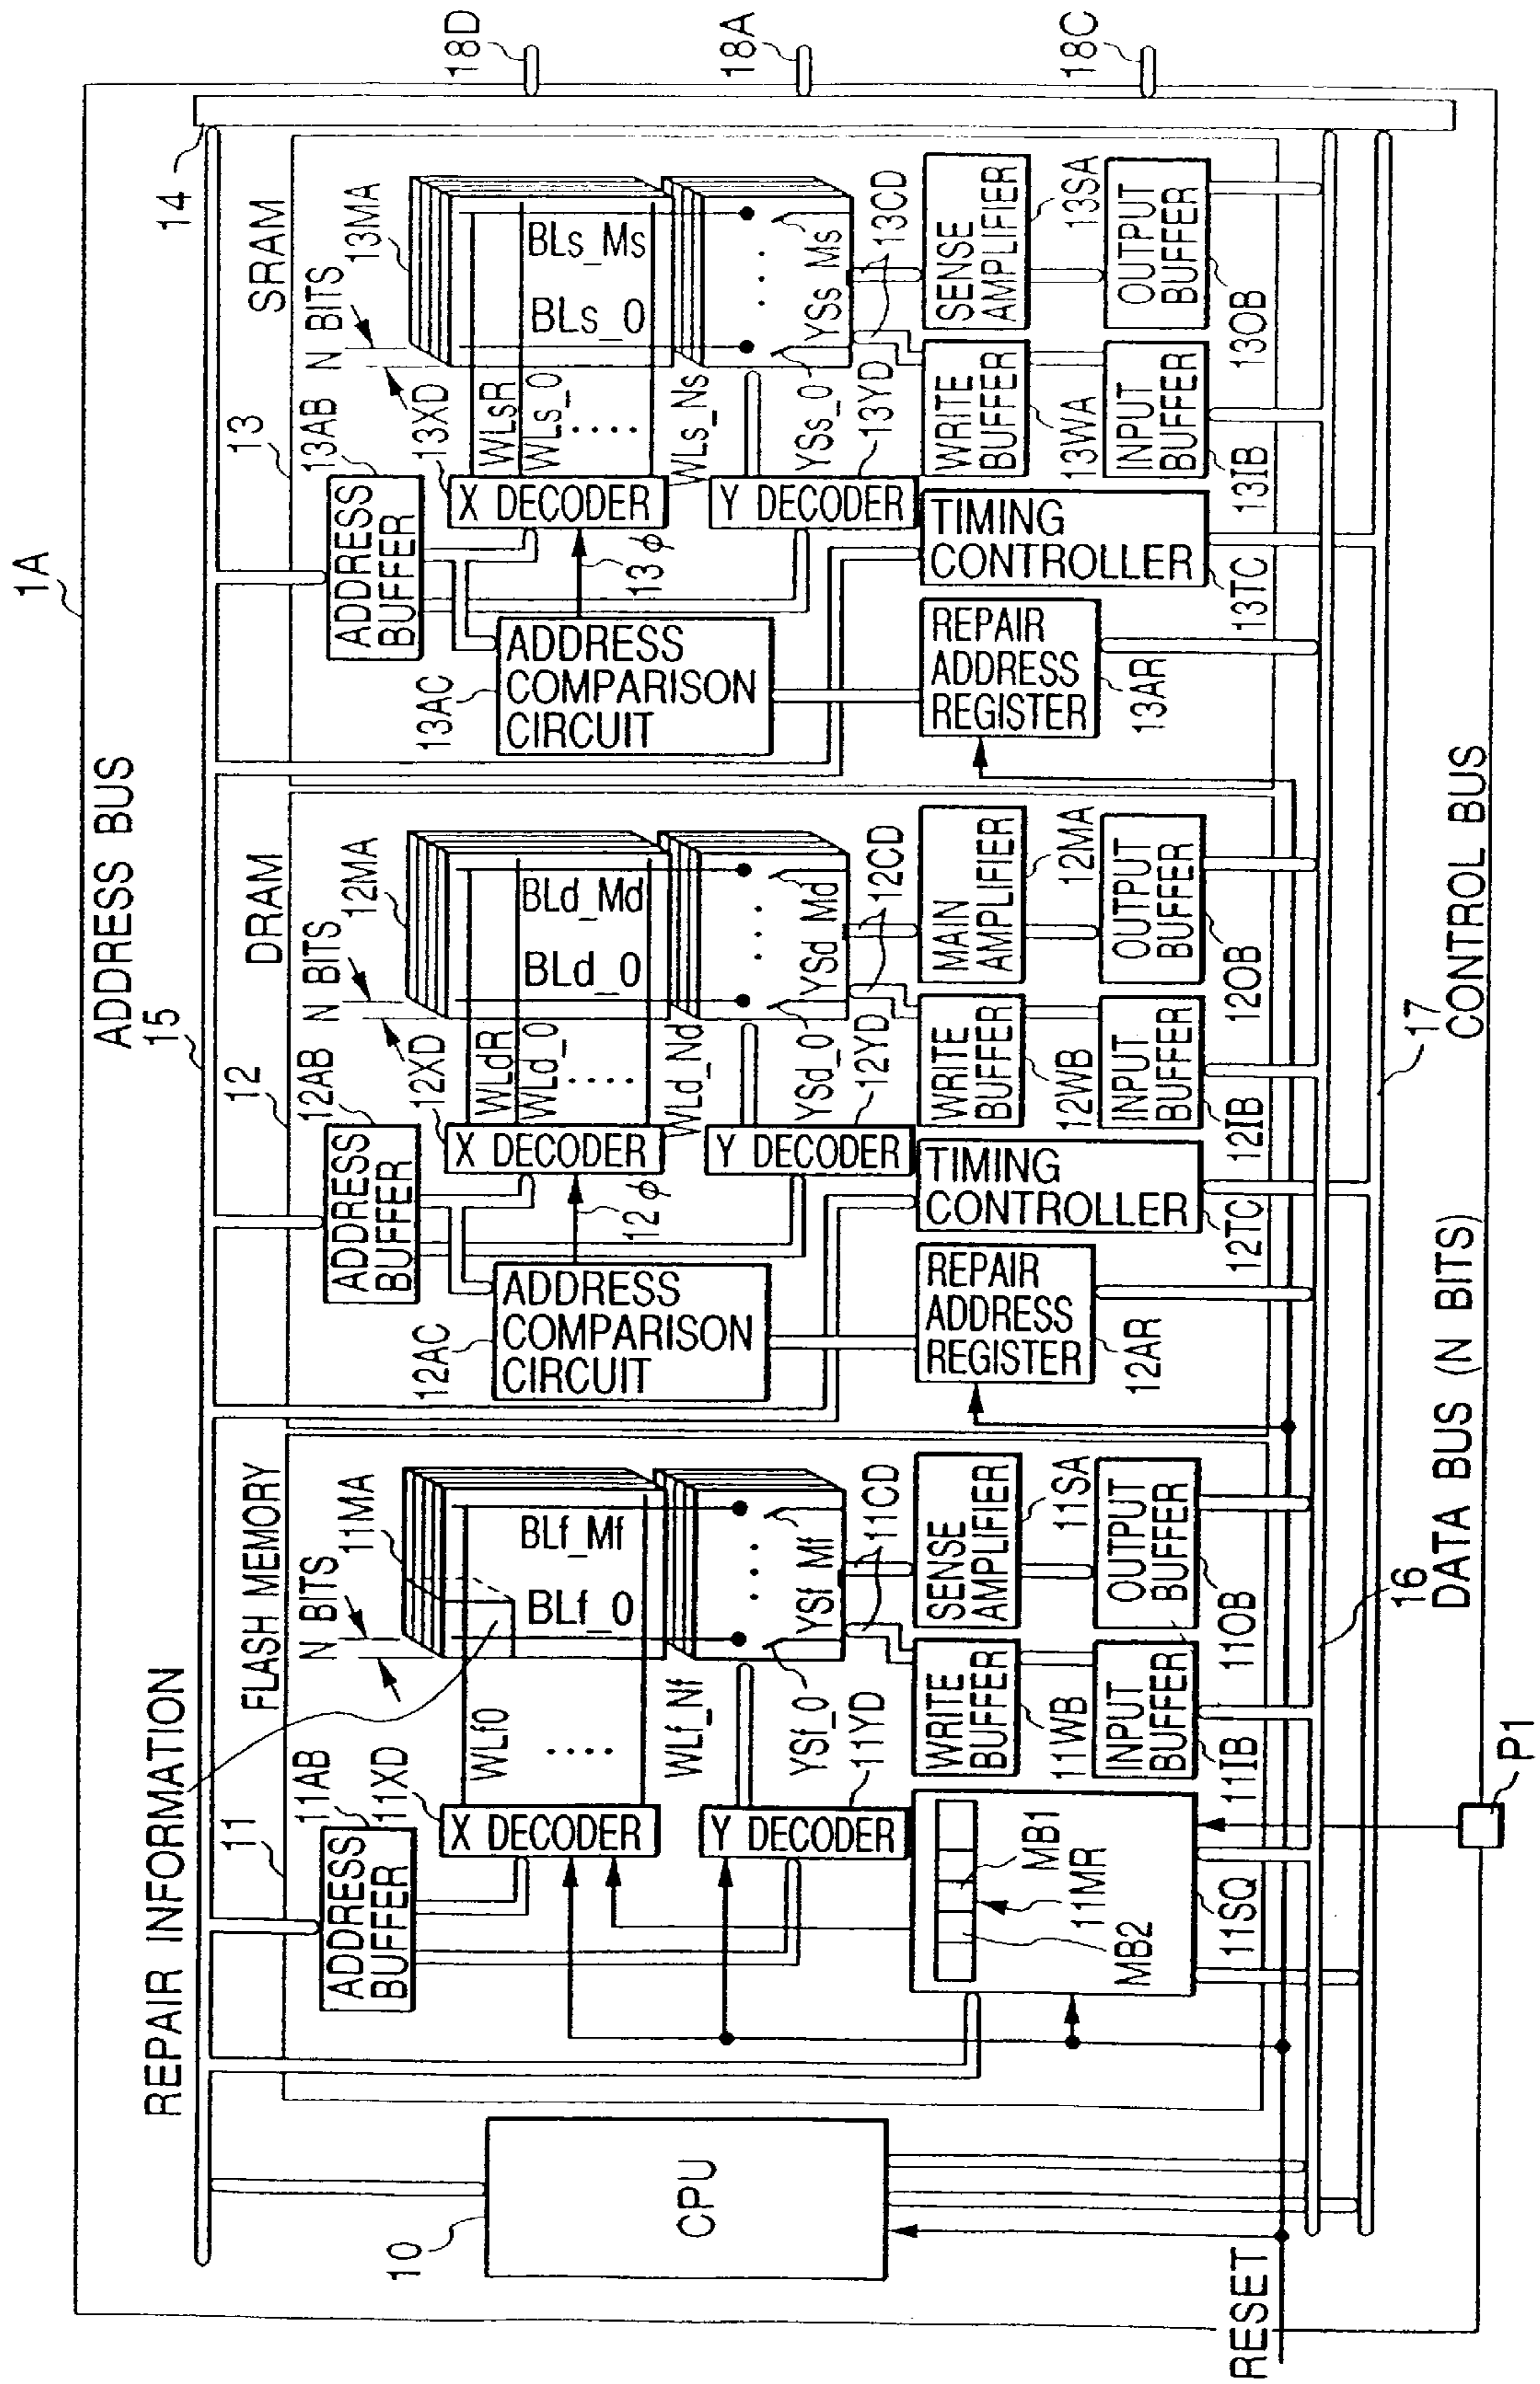 1A
ADDRESS BUS
15
14
REPAIR INFORMATION
10
CPU
RESET
11
FLASH MEMORY
11AB
ADDRESS
BUFFER
11XD
X DECODER
N BITS
11MA
WLf0
....
WLf_Nf
BLf_0
BLf_Mf
Y DECODER
11YD
YSf_0
YSf_Mf
...
11CD
MB1
11MR
MB2
11SQ
WRITE
BUFFER
11WB
SENSE
AMPLIFIER
11SA
INPUT
BUFFER
11IB
OUTPUT
BUFFER
11OB
12
DRAM
12AB
ADDRESS
BUFFER
12XD
X DECODER
N BITS
12MA
WLdR
WLd_0
....
WLd_Nd
BLd_0
BLd_Md
12φ
12AC
ADDRESS
COMPARISON
CIRCUIT
Y DECODER
12YD
YSd_0
YSd_Md
...
12CD
REPAIR
ADDRESS
REGISTER
12AR
TIMING
CONTROLLER
12TC
WRITE
BUFFER
12WB
MAIN
AMPLIFIER
12MA
INPUT
BUFFER
12IB
OUTPUT
BUFFER
12OB
13
SRAM
13AB
ADDRESS
BUFFER
13XD
X DECODER
N BITS
13MA
WLsR
WLs_0
....
WLs_Ns
BLs_0
BLs_Ms
13φ
13AC
ADDRESS
COMPARISON
CIRCUIT
Y DECODER
13YD
YSs_0
YSs_Ms
...
13CD
REPAIR
ADDRESS
REGISTER
13AR
TIMING
CONTROLLER
13TC
WRITE
BUFFER
13WA
SENSE
AMPLIFIER
13SA
INPUT
BUFFER
13IB
OUTPUT
BUFFER
13OB
18D
18A
18C
P1
16
DATA BUS (N BITS)
17
CONTROL BUS